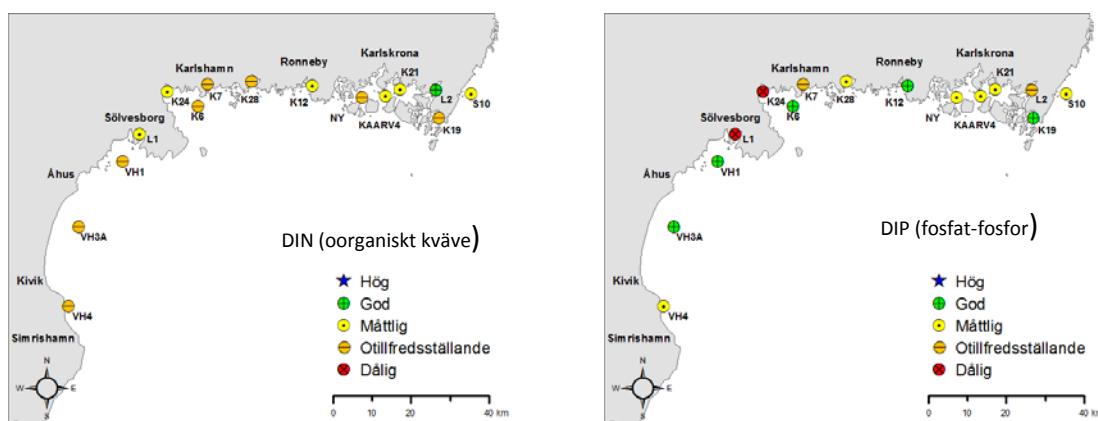 Karlskrona
Ronneby
Karlshamn
K21
K7
K24
K28
K12
L2
S10
K6
NY
KAARV4
K19
Sölvesborg
L1
VH1
Åhus
VH3A
DIN (oorganiskt kväve)
Kivik
Hög
God
VH4
Måttlig
Simrishamn
Otillfredsställande
Dålig
N
W E
S
0 10 20 40 km
Karlskrona
Ronneby
Karlshamn
K21
K7
K24
K28
K12
L2
S10
K6
NY
KAARV4
K19
Sölvesborg
L1
VH1
Åhus
VH3A
DIP (fosfat-fosfor)
Kivik
Hög
God
VH4
Måttlig
Simrishamn
Otillfredsställande
Dålig
N
W E
S
0 10 20 40 km